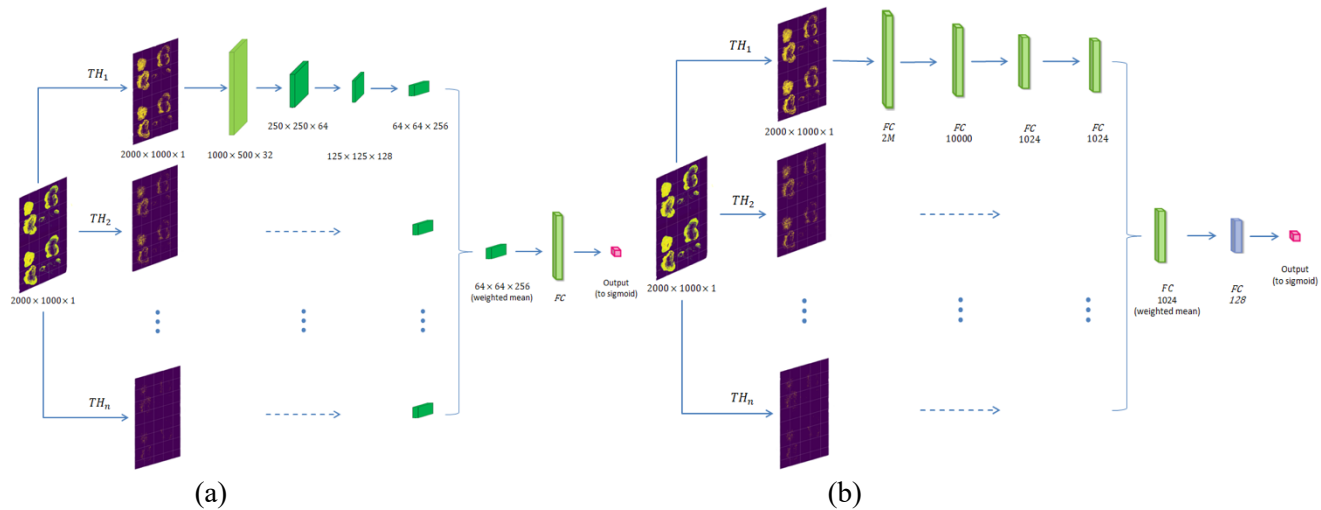 TH₁
2000 × 1000 × 1
1000 × 500 × 32
250 × 250 × 64
125 × 125 × 128
64 × 64 × 256
2000 × 1000 × 1
TH₂
THₙ
64 × 64 × 256
(weighted mean)
FC
Output
(to sigmoid)
(a)
TH₁
2000 × 1000 × 1
FC
2M
FC
10000
FC
1024
FC
1024
2000 × 1000 × 1
TH₂
THₙ
FC
1024
(weighted mean)
FC
128
Output
(to sigmoid)
(b)